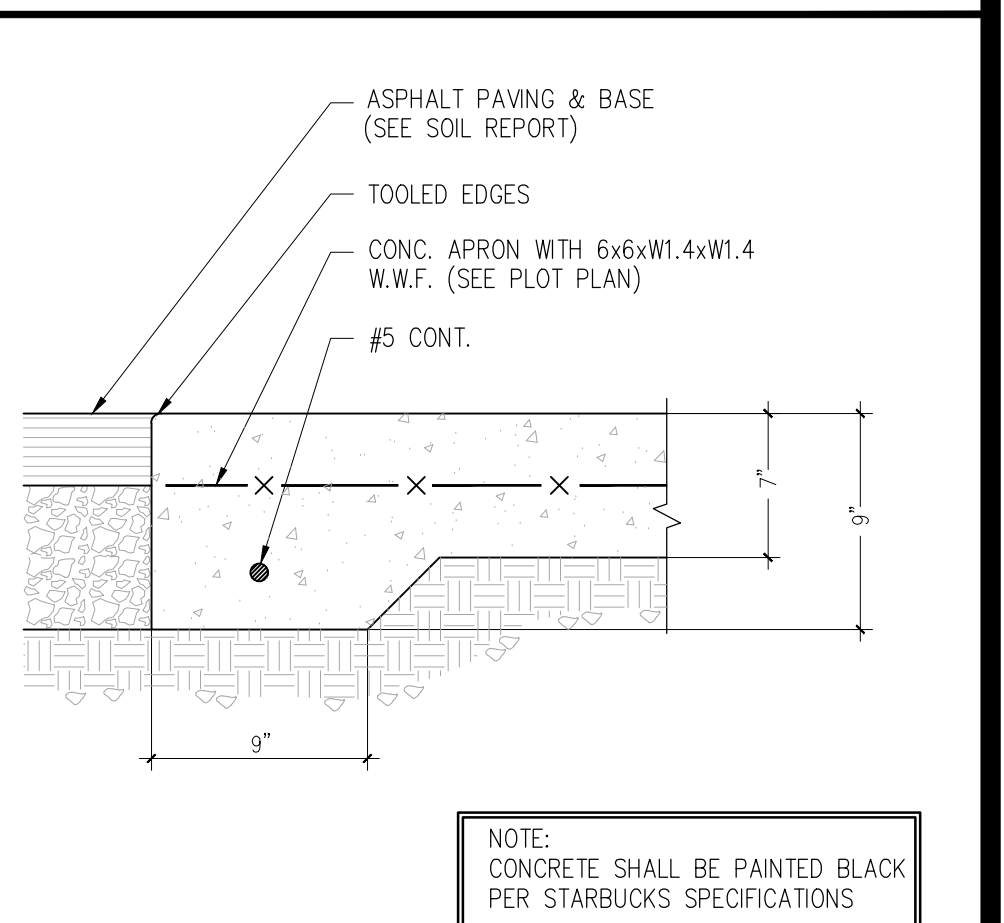 ASPHALT PAVING & BASE
(SEE SOIL REPORT)
TOOLED EDGES
CONC. APRON WITH 6x6xW1.4xW1.4
W.W.F. (SEE PLOT PLAN)
#5 CONT.
7"
9"
9"
NOTE:
CONCRETE SHALL BE PAINTED BLACK
PER STARBUCKS SPECIFICATIONS